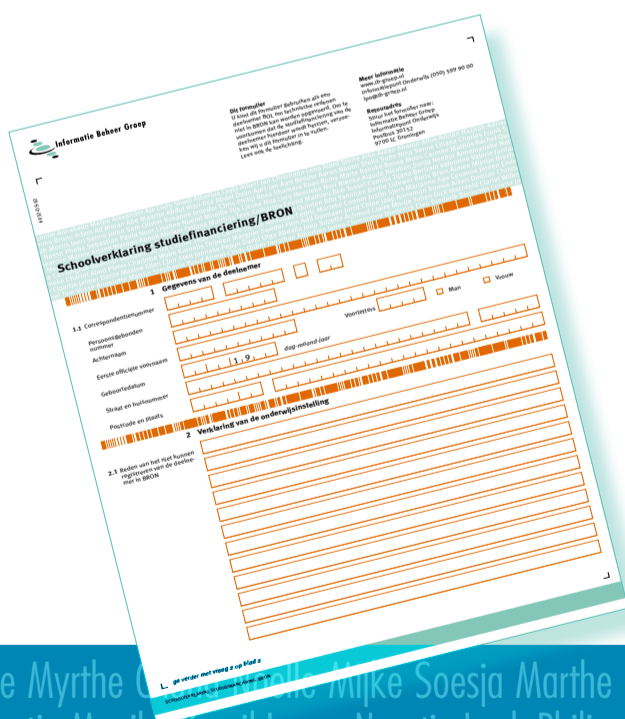 Informatie Beheer Groep
Dit formulier
U kunt dit formulier gebruiken als een
deelnemer BOL om technische redenen
niet in BRON kan worden opgevoerd. Om te
voorkomen dat de studiefinanciering van de
deelnemer hierdoor wordt herzien, verzoe-
ken wij u dit formulier in te vullen.
Lees ook de toelichting.
Meer informatie
www.ib-groep.nl
Informatiepunt Onderwijs (050) 599 90 00
ipo@ib-groep.nl
Retouradres
Stuur het formulier naar:
Informatie Beheer Groep
Informatiepunt Onderwijs
Postbus 30152
9700 LC Groningen
Schoolverklaring studiefinanciering/BRON
1 Gegevens van de deelnemer
1.1 Correspondentienummer
Persoonsgebonden
nummer
Achternaam
Eerste officiële voornaam
Voorletters
Man
Vrouw
Geboortedatum
1 9
dag-maand-jaar
Straat en huisnummer
Postcode en plaats
2 Verklaring van de onderwijsinstelling
2.1 Reden van het niet kunnen
registreren van de deelne-
mer in BRON
ga verder met vraag 2 op blad 2
SCHOOLVERKLARING STUDIEFINANCIERING/BRON
e Myrthe
Mijke Soesja Marthe